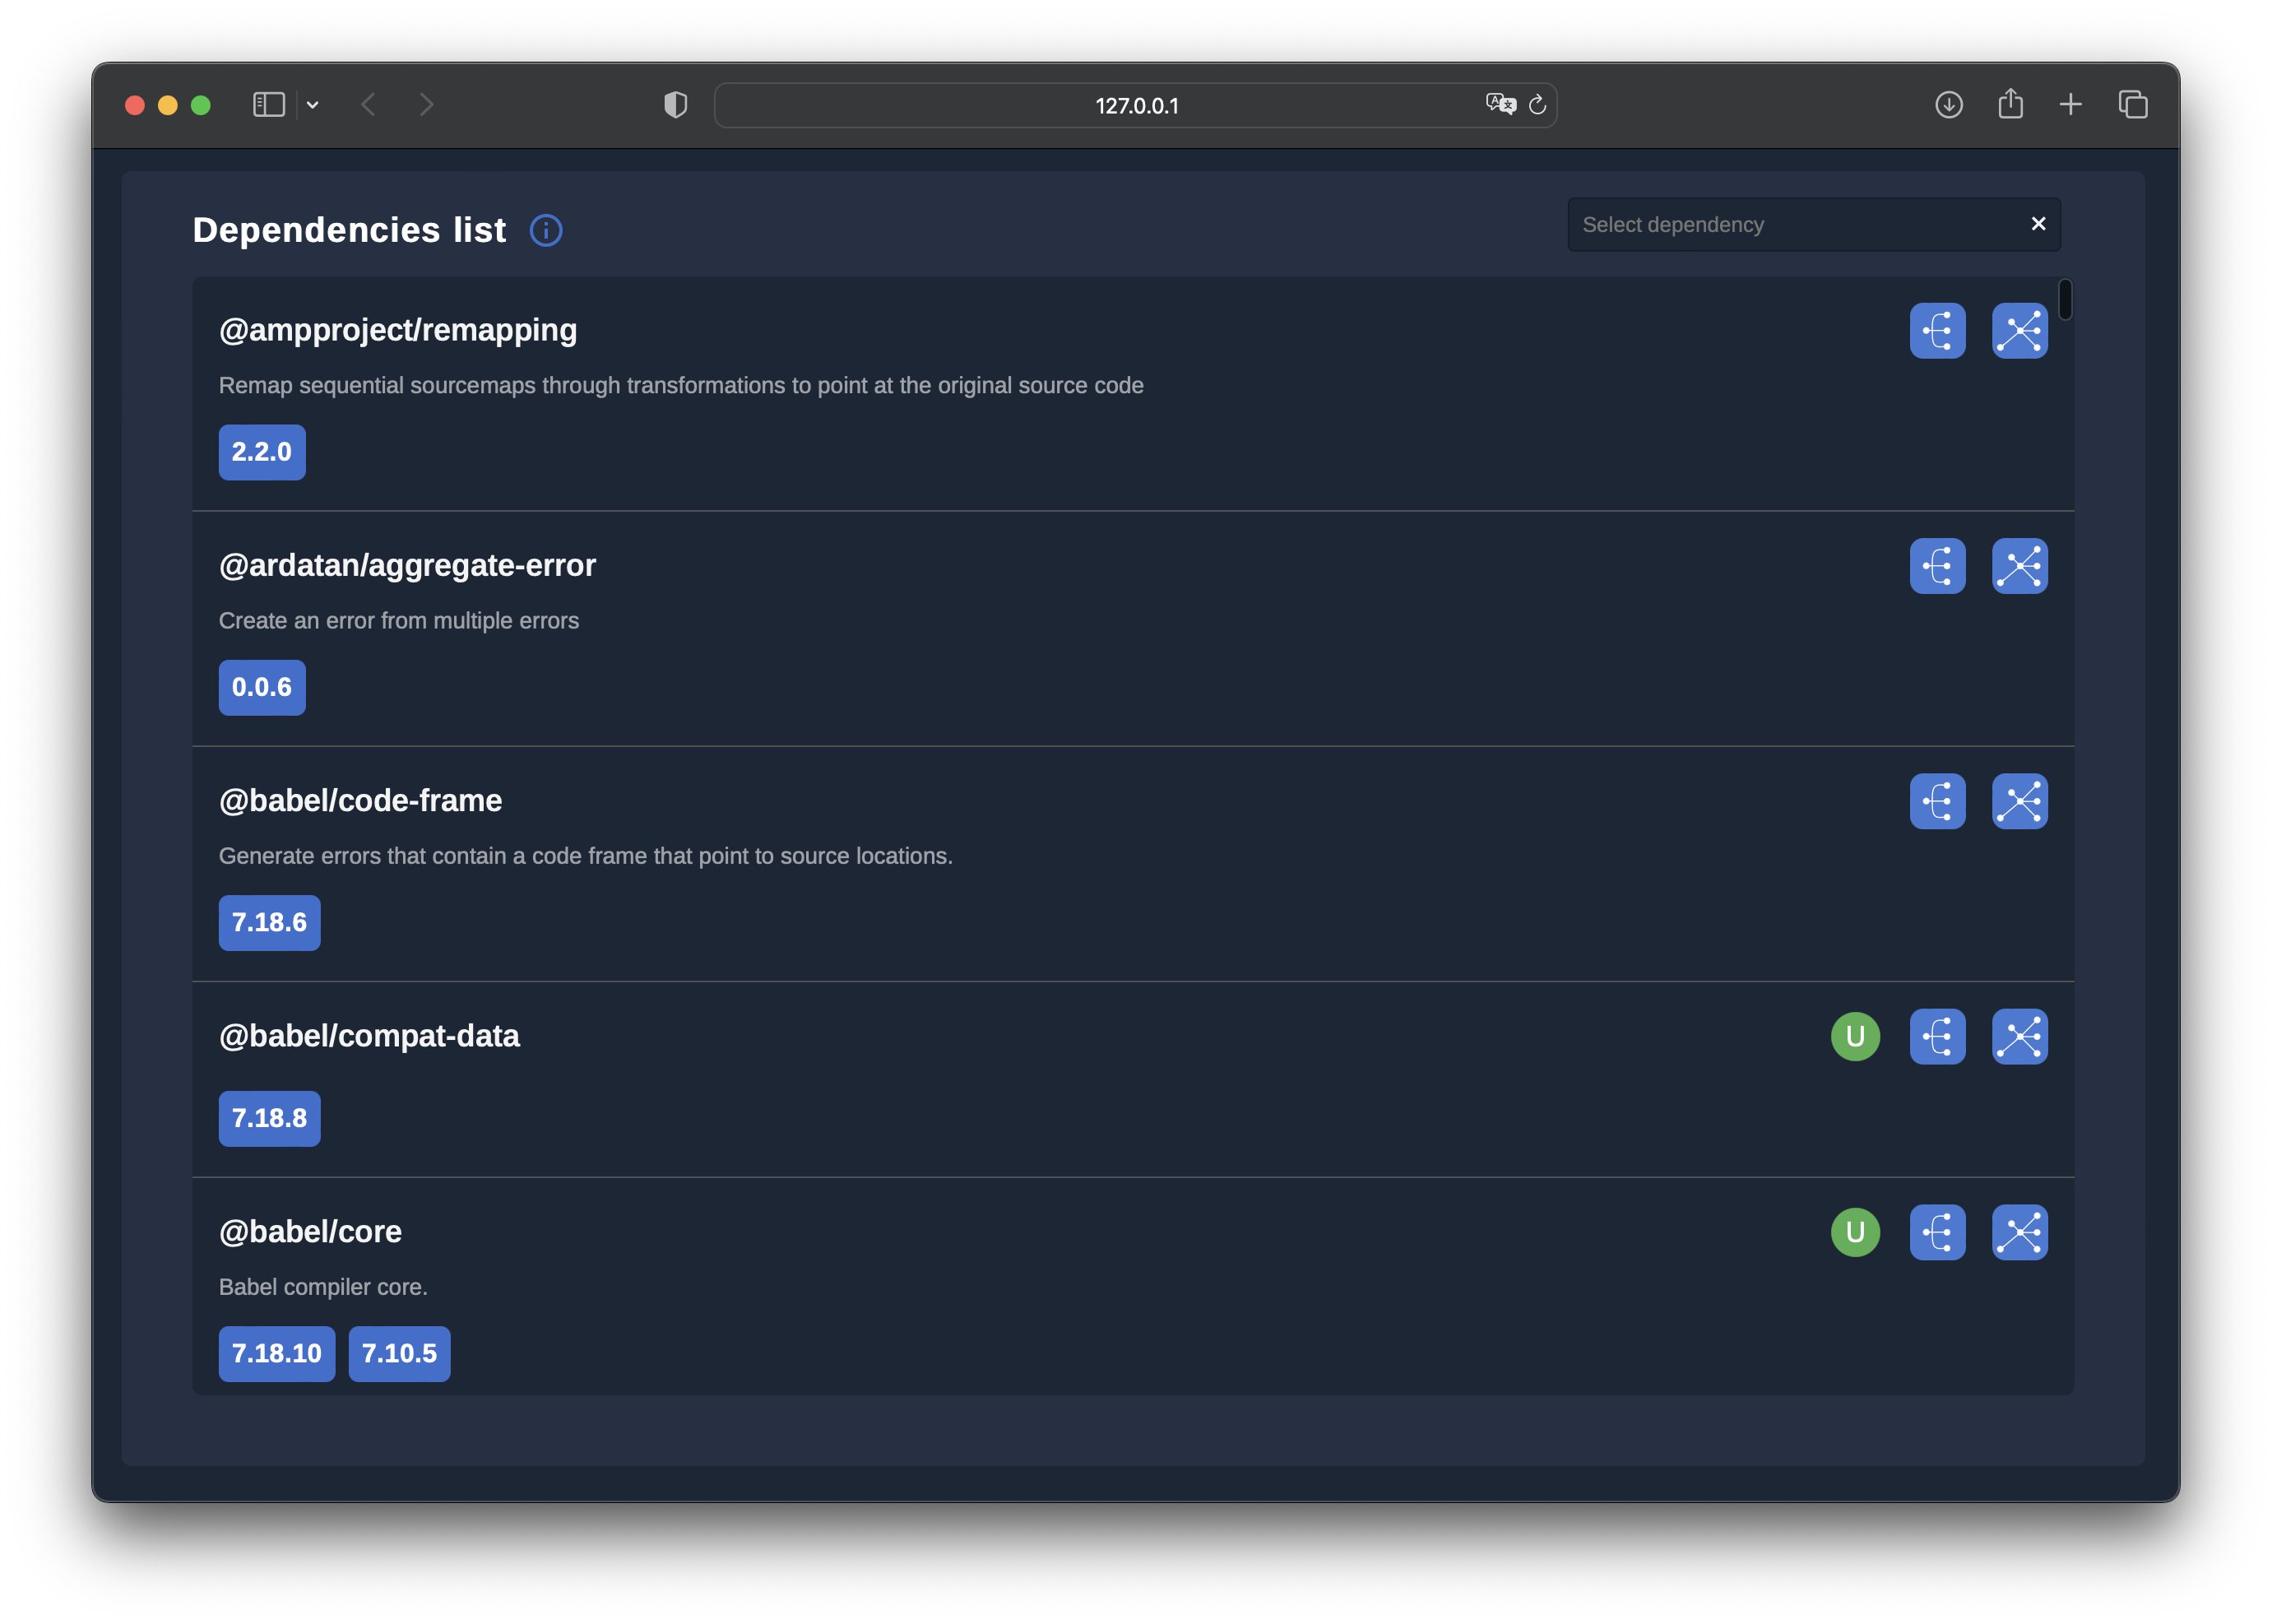 127.0.0.1
Dependencies list
Select dependency
@ampproject/remapping
Remap sequential sourcemaps through transformations to point at the original source code
2.2.0
@ardatan/aggregate-error
Create an error from multiple errors
0.0.6
@babel/code-frame
Generate errors that contain a code frame that point to source locations.
7.18.6
@babel/compat-data
U
7.18.8
@babel/core
U
Babel compiler core.
7.18.10 7.10.5